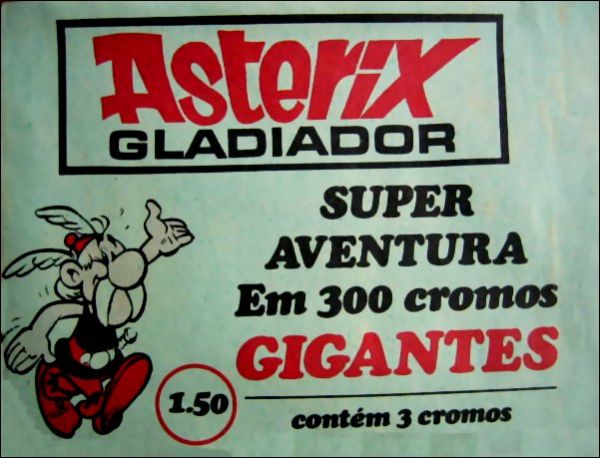 Asterix
GLADIADOR
SUPER
AVENTURA
Em 300 cromos
GIGANTES
1.50
contém 3 cromos